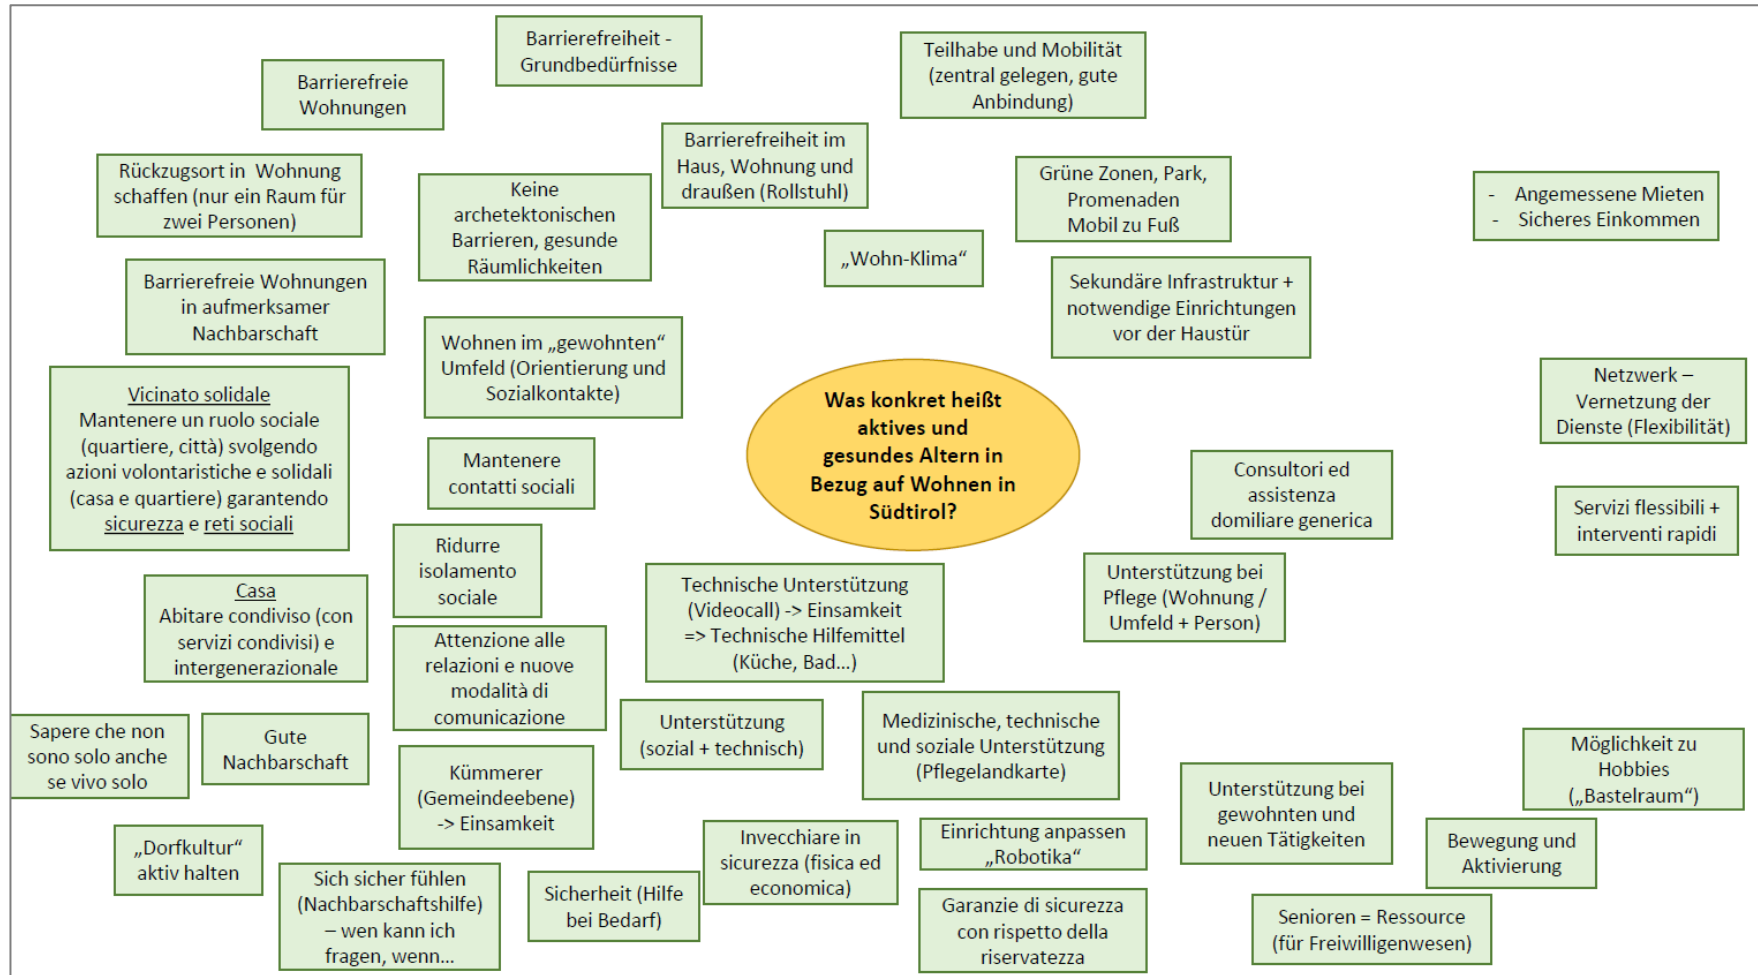 Barrierefreiheit -
Grundbedürfnisse
Teilhabe und Mobilität
(zentral gelegen, gute
Anbindung)
Barrierefreie
Wohnungen
Barrierefreiheit im
Haus, Wohnung und
draußen (Rollstuhl)
Rückzugsort in Wohnung
schaffen (nur ein Raum für
zwei Personen)
Keine
archetektonischen
Barrieren, gesunde
Räumlichkeiten
Grüne Zonen, Park,
Promenaden
Mobil zu Fuß
- Angemessene Mieten
- Sicheres Einkommen
„Wohn-Klima“
Barrierefreie Wohnungen
in aufmerksamer
Nachbarschaft
Sekundäre Infrastruktur +
notwendige Einrichtungen
vor der Haustür
Wohnen im „gewohnten“
Umfeld (Orientierung und
Sozialkontakte)
Vicinato solidale
Mantenere un ruolo sociale
(quartiere, città) svolgendo
azioni volontaristiche e solidali
(casa e quartiere) garantendo
sicurezza e reti sociali
Was konkret heißt
aktives und
gesundes Altern in
Bezug auf Wohnen in
Südtirol?
Netzwerk –
Vernetzung der
Dienste (Flexibilität)
Mantenere
contatti sociali
Consultori ed
assistenza
domiliare generica
Servizi flessibili +
interventi rapidi
Ridurre
isolamento
sociale
Technische Unterstützung
(Videocall) -> Einsamkeit
=> Technische Hilfemittel
(Küche, Bad...)
Unterstützung bei
Pflege (Wohnung /
Umfeld + Person)
Casa
Abitare condiviso (con
servizi condivisi) e
intergenerazionale
Attenzione alle
relazioni e nuove
modalità di
comunicazione
Sapere che non
sono solo anche
se vivo solo
Gute
Nachbarschaft
Unterstützung
(sozial + technisch)
Medizinische, technische
und soziale Unterstützung
(Pflegelandkarte)
Möglichkeit zu
Hobbies
(„Bastelraum“)
Kümmerer
(Gemeindeebene)
-> Einsamkeit
Unterstützung bei
gewohnten und
neuen Tätigkeiten
„Dorfkultur“
aktiv halten
Invecchiare in
sicurezza (fisica ed
economica)
Einrichtung anpassen
„Robotika“
Bewegung und
Aktivierung
Sich sicher fühlen
(Nachbarschaftshilfe)
– wen kann ich
fragen, wenn...
Sicherheit (Hilfe
bei Bedarf)
Garanzie di sicurezza
con rispetto della
riservatezza
Senioren = Ressource
(für Freiwilligenwesen)